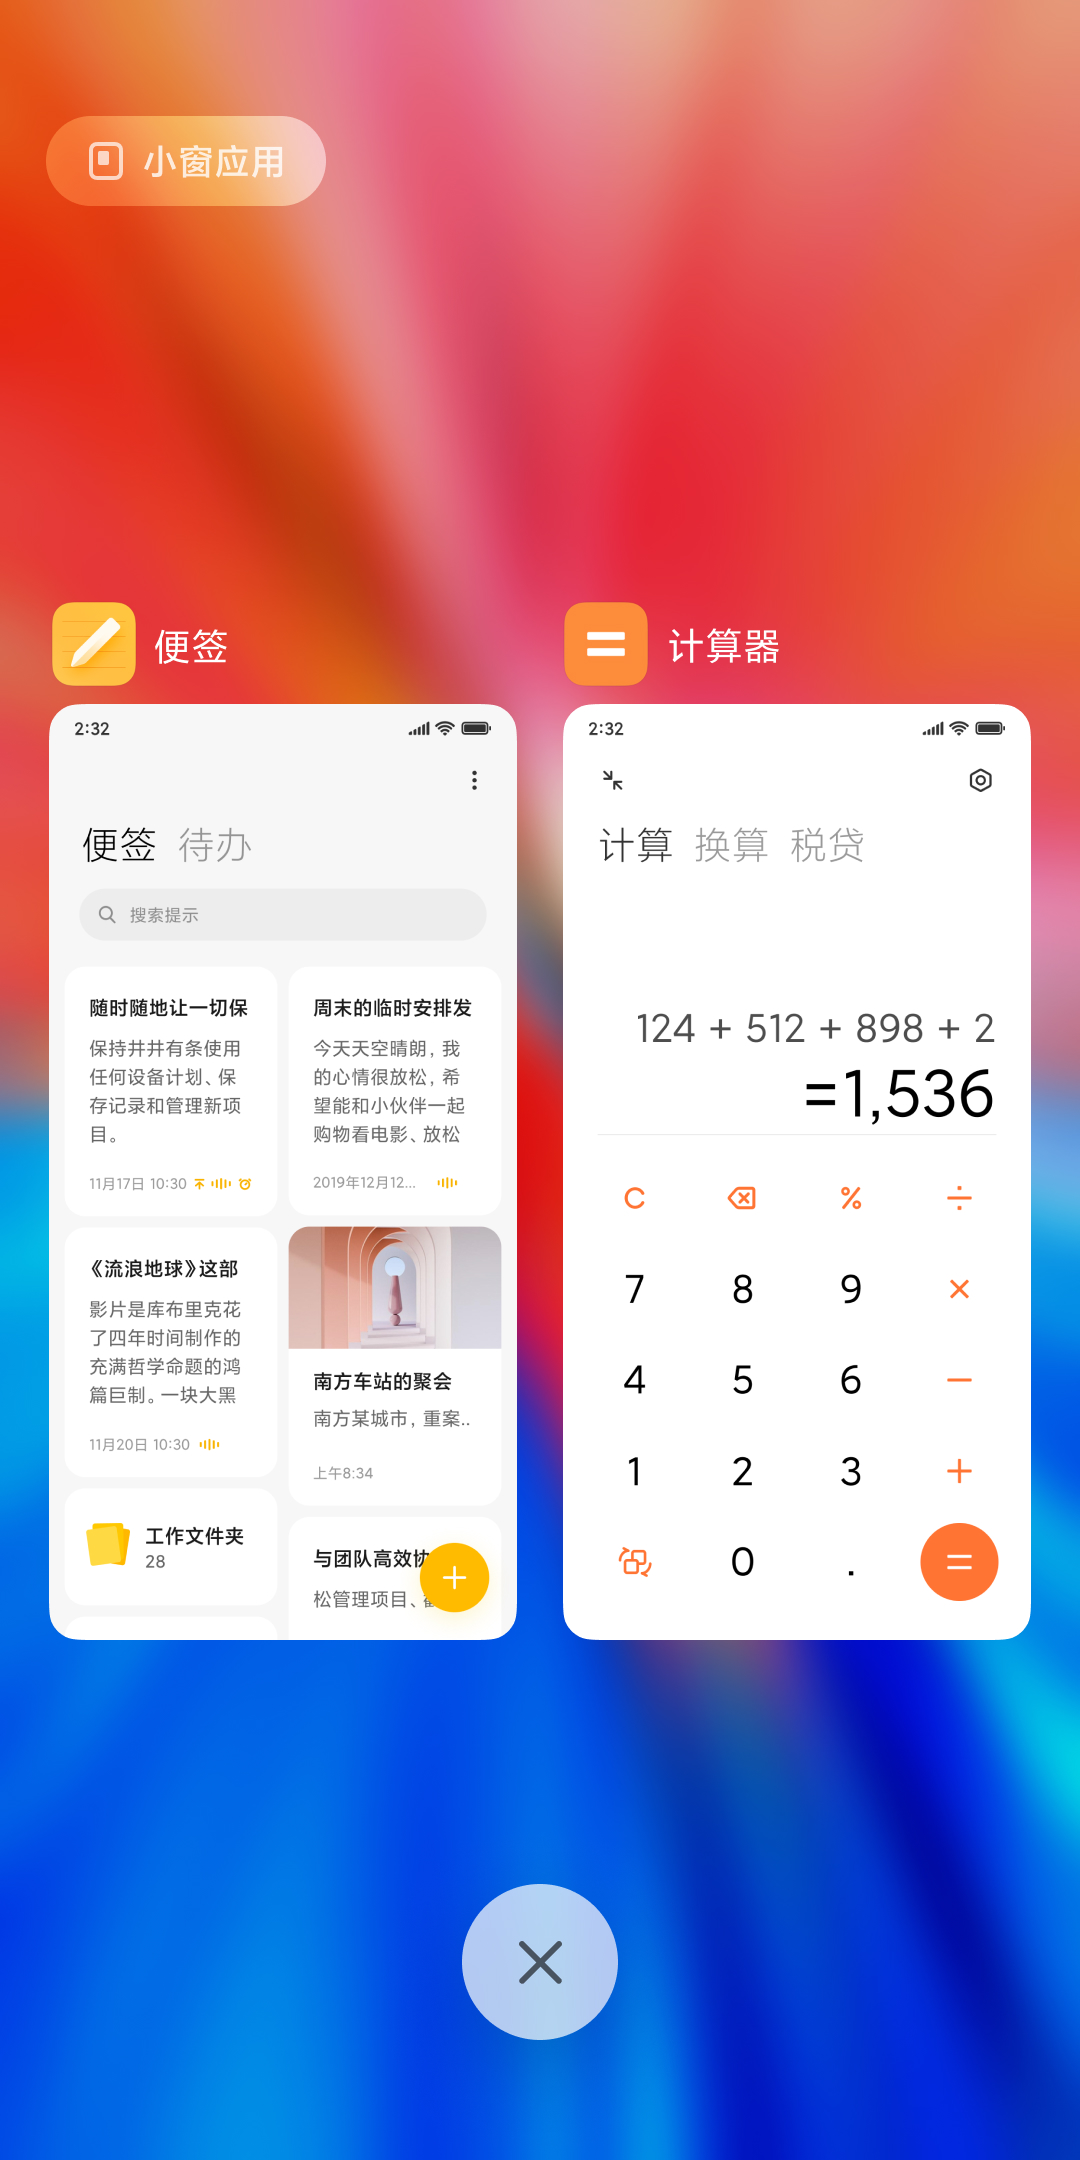 小窗应用
便签
2:32
便签 待办
搜索提示
随时随地让一切保
保持井井有条使用
任何设备计划、保
存记录和管理新项
目。
11月17日 10:30
《流浪地球》这部
影片是库布里克花
了四年时间制作的
充满哲学命题的鸿
篇巨制。一块大黑
11月20日 10:30
工作文件夹
28
周末的临时安排发
今天天空晴朗，我
的心情很放松，希
望能和小伙伴一起
购物看电影、放松
2019年12月12...
南方车站的聚会
南方某城市，重案..
上午8:34
与团队高效协
松管理项目、
计算器
2:32
计算 换算 税贷
124 + 512 + 898 + 2
=1,536
C % ÷
7 8 9 ×
4 5 6 −
1 2 3 +
0 . =